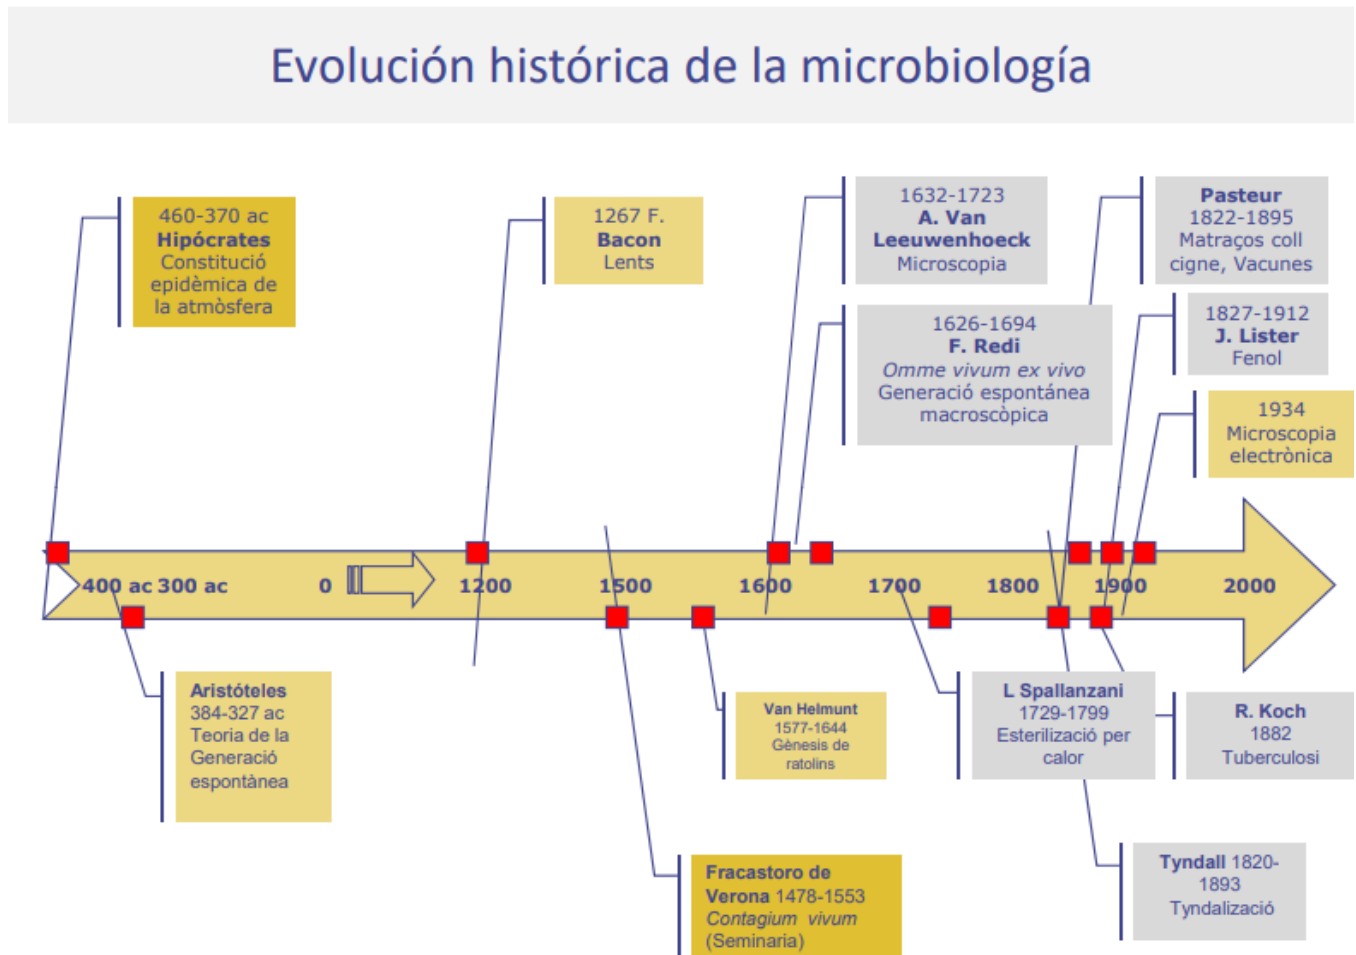 Evolución histórica de la microbiología
460-370 ac
Hipócrates
Constitució
epidèmica de
la atmòsfera
1267 F.
Bacon
Lents
1632-1723
A. Van
Leeuwenhoeck
Microscopia
1626-1694
F. Redi
Omme vivum ex vivo
Generació espontánea
macroscòpica
Pasteur
1822-1895
Matraços coll
cigne, Vacunes
1827-1912
J. Lister
Fenol
1934
Microscopia
electrònica
400 ac 300 ac 0 1200 1500 1600 1700 1800 1900 2000
Aristóteles
384-327 ac
Teoria de la
Generació
espontànea
Van Helmunt
1577-1644
Gènesis de
ratolins
L Spallanzani
1729-1799
Esterilizació per
calor
R. Koch
1882
Tuberculosi
Fracastoro de
Verona 1478-1553
Contagium vivum
(Seminaria)
Tyndall 1820-
1893
Tyndalizació